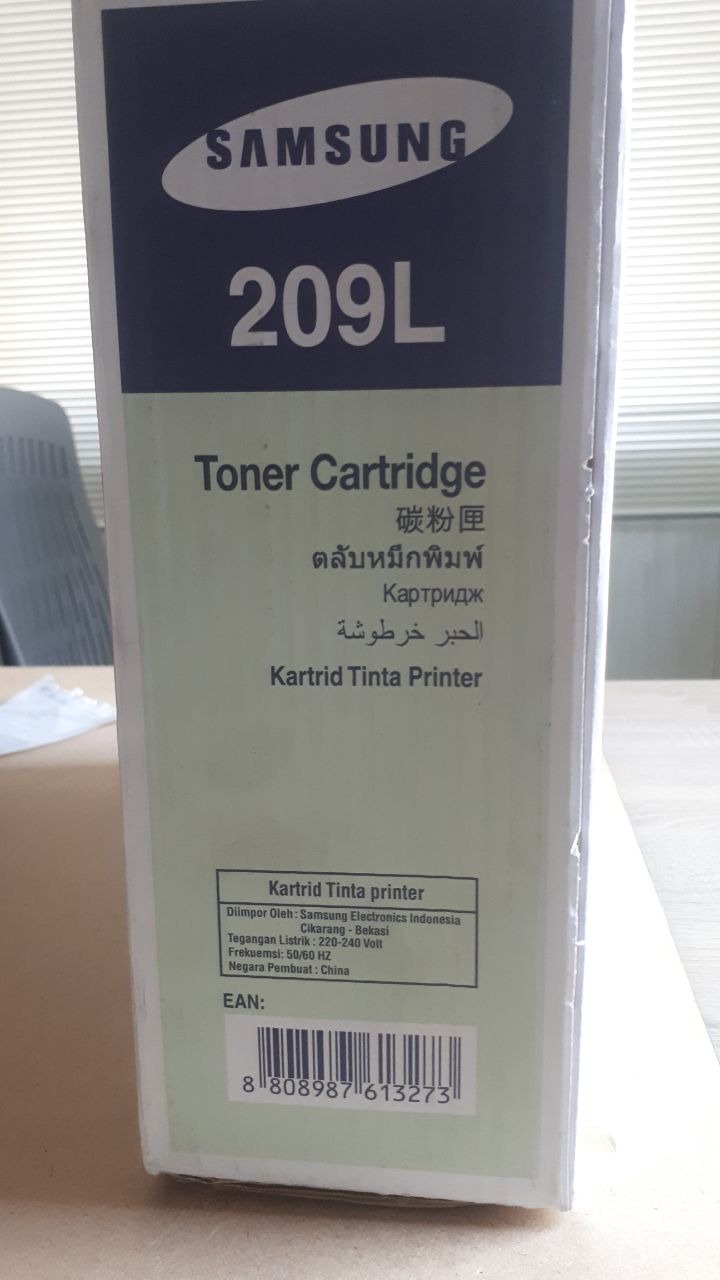 SAMSUNG
209L
Toner Cartridge
碳粉匣
ตลับหมึกพิมพ์
Картридж
الحبر خرطوشة
Kartrid Tinta Printer
Kartrid Tinta printer
Diimpor Oleh : Samsung Electronics Indonesia
Cikarang - Bekasi
Tegangan Listrik : 220-240 Volt
Frekuemsi: 50/60 HZ
Negara Pembuat : China
EAN:
8 808987 613273